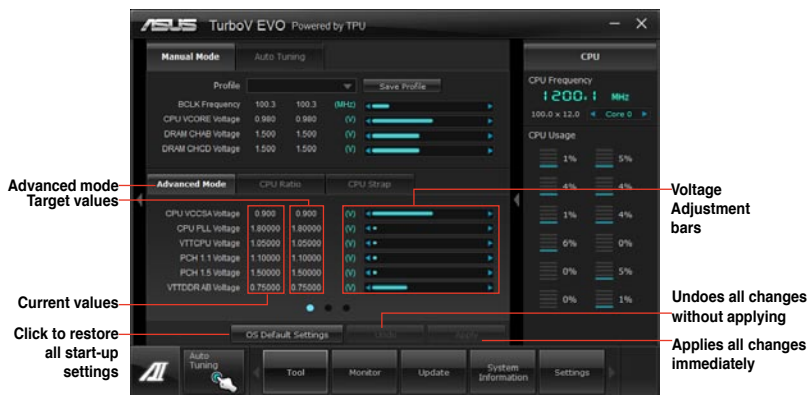 ASUS TurboV EVO Powered by TPU
Manual Mode Auto Tuning
Profile Save Profile
BCLK Frequency 100.3 100.3 (MHz)
CPU VCORE Voltage 0.980 0.980 (V)
DRAM CHAB Voltage 1.500 1.500 (V)
DRAM CHCD Voltage 1.500 1.500 (V)
Advanced Mode CPU Ratio CPU Strap
CPU VCCSA Voltage 0.900 0.900 (V)
CPU PLL Voltage 1.80000 1.80000 (V)
VTTCPU Voltage 1.05000 1.05000 (V)
PCH 1.1 Voltage 1.10000 1.10000 (V)
PCH 1.5 Voltage 1.50000 1.50000 (V)
VTTDDR AB Voltage 0.75000 0.75000 (V)
OS Default Settings Undo Apply
Auto
Tuning
Tool
Monitor
Update
System
Information
Settings
CPU
CPU Frequency
1200.1 MHz
100.0 x 12.0 Core 0
CPU Usage
1% 5%
4% 4%
1% 4%
6% 0%
0% 5%
0% 1%
Advanced mode
Target values
Current values
Click to restore
all start-up
settings
Voltage
Adjustment
bars
Undoes all changes
without applying
Applies all changes
immediately